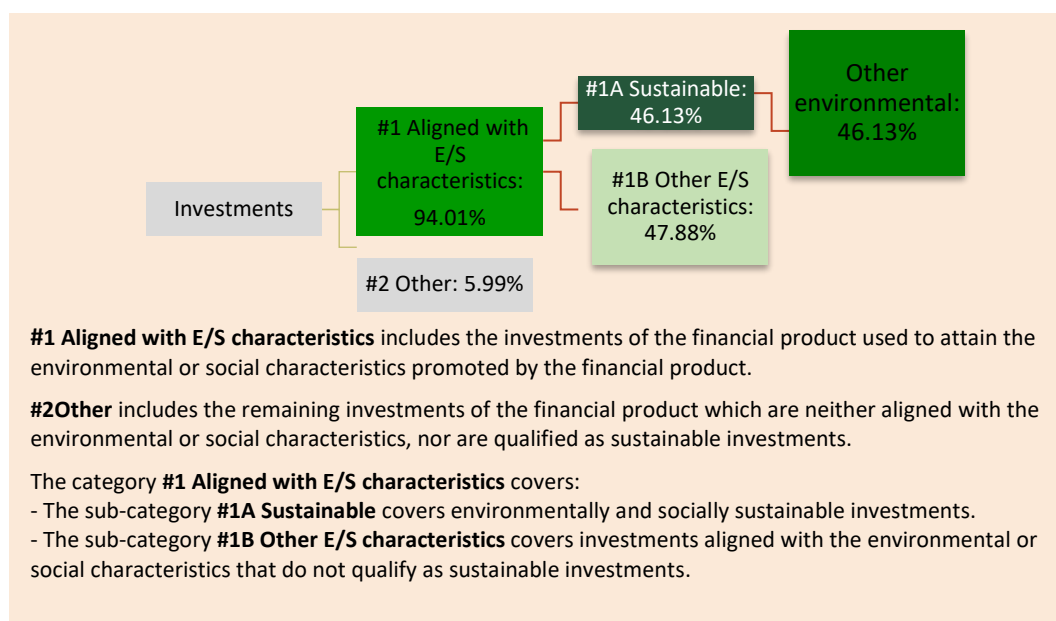 Investments
#1 Aligned with
E/S
characteristics:
94.01%
#2 Other: 5.99%
#1A Sustainable:
46.13%
#1B Other E/S
characteristics:
47.88%
Other
environmental:
46.13%
#1 Aligned with E/S characteristics includes the investments of the financial product used to attain the
environmental or social characteristics promoted by the financial product.
#2Other includes the remaining investments of the financial product which are neither aligned with the
environmental or social characteristics, nor are qualified as sustainable investments.
The category #1 Aligned with E/S characteristics covers:
- The sub-category #1A Sustainable covers environmentally and socially sustainable investments.
- The sub-category #1B Other E/S characteristics covers investments aligned with the environmental or
social characteristics that do not qualify as sustainable investments.